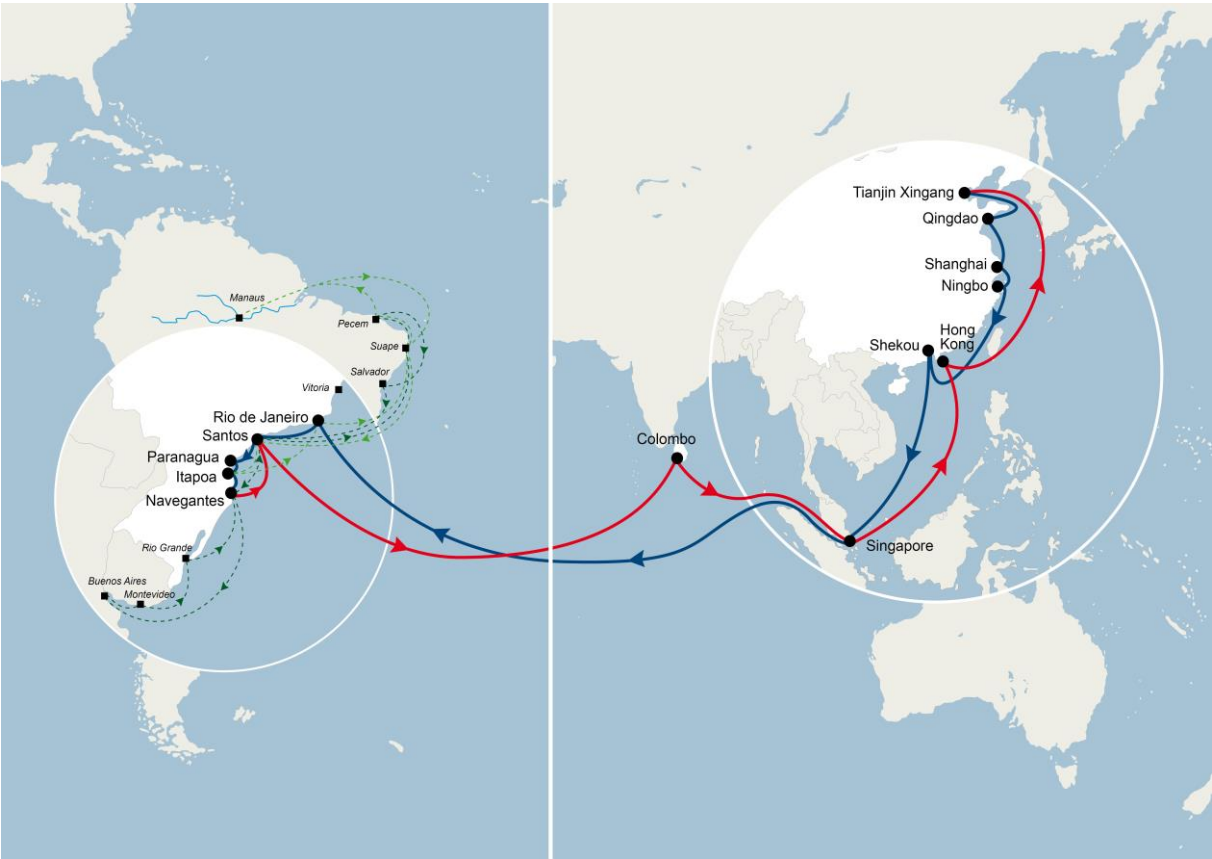 Manaus
Pecem
Suape
Salvador
Vitoria
Rio de Janeiro
Santos
Paranagua
Itapoa
Navegantes
Rio Grande
Buenos Aires
Montevideo
Tianjin Xingang
Qingdao
Shanghai
Ningbo
Hong
Kong
Shekou
Colombo
Singapore